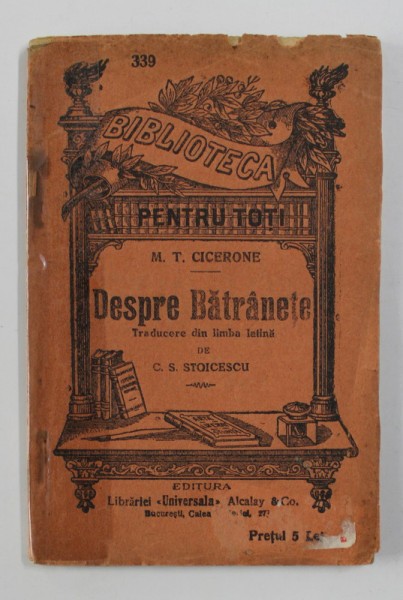 339
BIBLIOTECA
PENTRU TOȚI
M. T. CICERONE
Despre Bătrânețe
Traducere din limba latină
DE
C. S. STOICESCU
EDITURA
Librăriei «Universala» Alcalay & Co.
București, Calea
Prețul 5 Lei